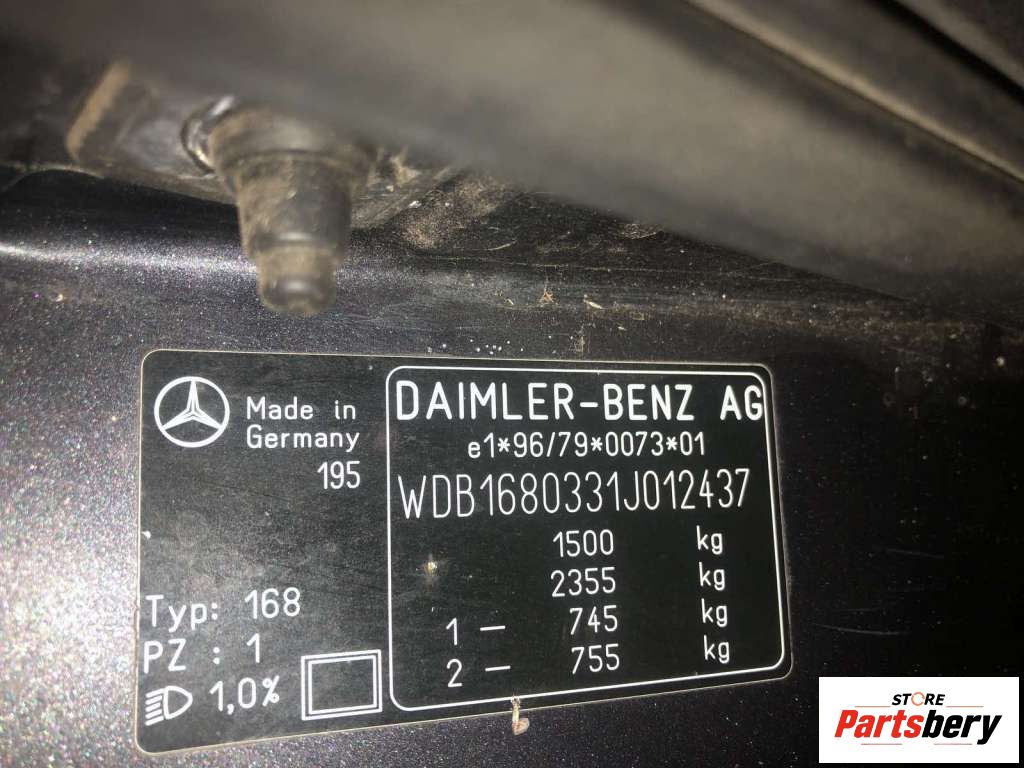 Made in
Germany
195
Typ: 168
PZ : 1
1,0%
DAIMLER-BENZ AG
e1*96/79*0073*01
WDB1680331J012437
1500 kg
2355 kg
1 – 745 kg
2 – 755 kg
STORE
Partsbery